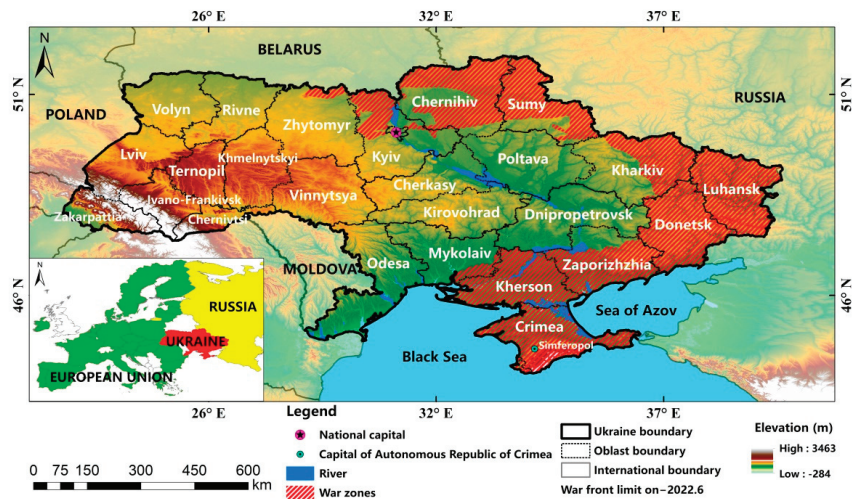 26° E 32° E 37° E
N
BELARUS
51° N
51° N
POLAND
RUSSIA
Volyn
Rivne
Chernihiv
Sumy
Zhytomyr
Lviv
Khmelnytskyi
Kyiv
Poltava
Kharkiv
Ternopil
Luhansk
Cherkasy
Ivano-Frankivsk
Vinnytsya
Zakarpattia
Chernivtsi
Kirovohrad
Dnipropetrovsk
Donetsk
MOLDOVA
Odesa
Mykolaiv
Zaporizhzhia
46° N
46° N
Kherson
Sea of Azov
Crimea
Simferopol
Black Sea
N
RUSSIA
UKRAINE
EUROPEAN UNION
26° E 32° E 37° E
Legend
National capital
Capital of Autonomous Republic of Crimea
River
War zones
Ukraine boundary
Oblast boundary
International boundary
War front limit on-2022.6
Elevation (m)
High : 3463
Low : -284
0 75 150 300 450 600
km